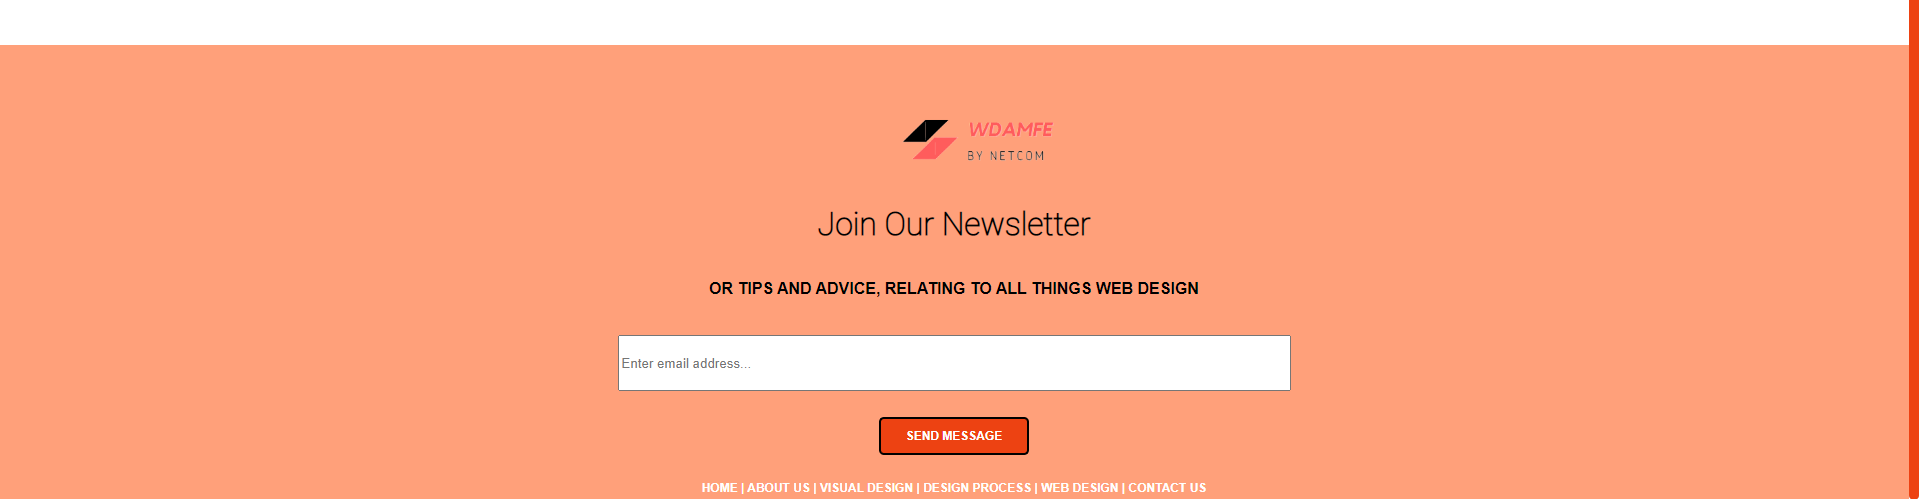 WDAMFE
BY NETCOM
Join Our Newsletter
OR TIPS AND ADVICE, RELATING TO ALL THINGS WEB DESIGN
Enter email address...
SEND MESSAGE
HOME | ABOUT US | VISUAL DESIGN | DESIGN PROCESS | WEB DESIGN | CONTACT US